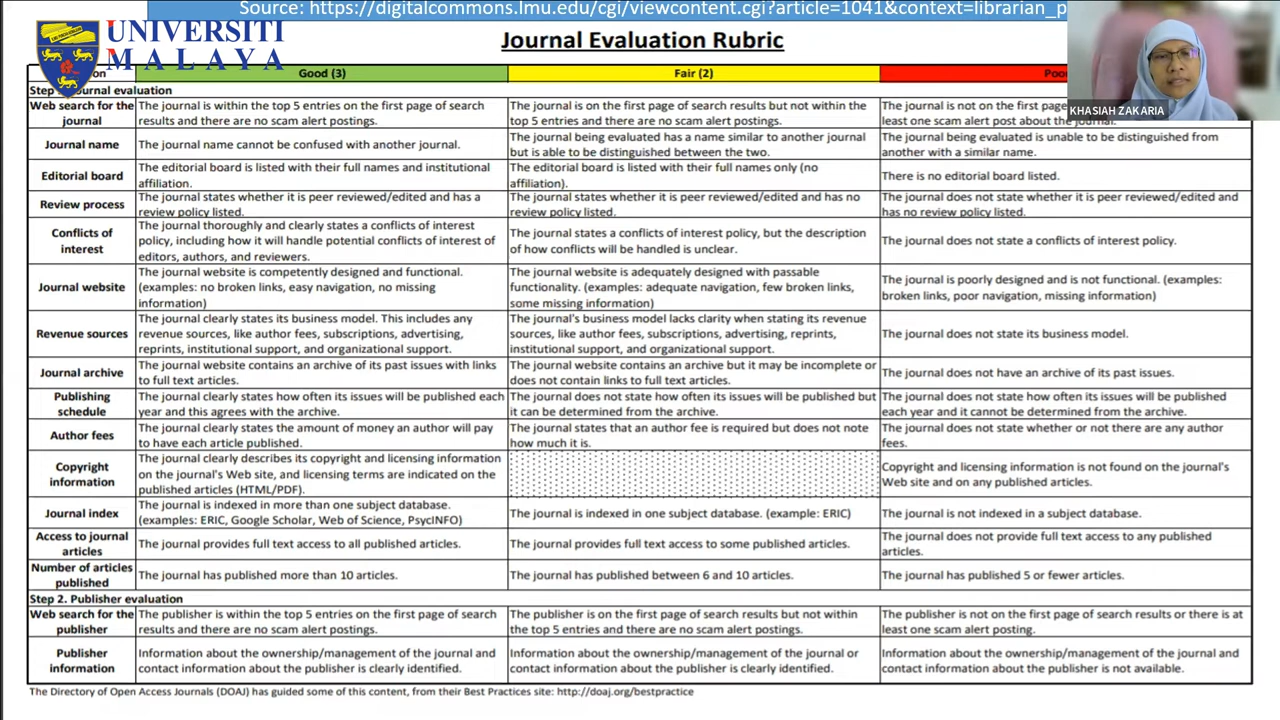 Source: https://digitalcommons.lmu.edu/cgi/viewcontent.cgi?article=1041&context=librarian_p
UNIVERSITI
MALAYA
KHASIAH ZAKARIA
Journal Evaluation Rubric
Good (3)
Fair (2)
Web search for the
journal
The journal is within the top 5 entries on the first page of search
results and there are no scam alert postings.
The journal is on the first page of search results but not within the
top 5 entries and there are no scam alert postings.
The journal is not on the first page
least one scam alert post about the journal.
Journal name
The journal name cannot be confused with another journal.
The journal being evaluated has a name similar to another journal
but is able to be distinguished between the two.
The journal being evaluated is unable to be distinguished from
another with a similar name.
Editorial board
The editorial board is listed with their full names and institutional
affiliation.
The editorial board is listed with their full names only (no
affiliation).
There is no editorial board listed.
Review process
The journal states whether it is peer reviewed/edited and has a
review policy listed.
The journal states whether it is peer reviewed/edited and has no
review policy listed.
The journal does not state whether it is peer reviewed/edited and
has no review policy listed.
Conflicts of
interest
The journal thoroughly and clearly states a conflicts of interest
policy, including how it will handle potential conflicts of interest of
editors, authors, and reviewers.
The journal states a conflicts of interest policy, but the description
of how conflicts will be handled is unclear.
The journal does not state a conflicts of interest policy.
Journal website
The journal website is competently designed and functional.
(examples: no broken links, easy navigation, no missing
information)
The journal website is adequately designed with passable
functionality. (examples: adequate navigation, few broken links,
some missing information)
The journal is poorly designed and is not functional. (examples:
broken links, poor navigation, missing information)
Revenue sources
The journal clearly states its business model. This includes any
revenue sources, like author fees, subscriptions, advertising,
reprints, institutional support, and organizational support.
The journal's business model lacks clarity when stating its revenue
sources, like author fees, subscriptions, advertising, reprints,
institutional support, and organizational support.
The journal does not state its business model.
Journal archive
The journal website contains an archive of its past issues with links
to full text articles.
The journal website contains an archive but it may be incomplete or
does not contain links to full text articles.
The journal does not have an archive of its past issues.
Publishing
schedule
The journal clearly states how often its issues will be published each
year and this agrees with the archive.
The journal does not state how often its issues will be published but
it can be determined from the archive.
The journal does not state how often its issues will be published
each year and it cannot be determined from the archive.
Author fees
The journal clearly states the amount of money an author will pay
to have each article published.
The journal states that an author fee is required but does not note
how much it is.
The journal does not state whether or not there are any author
fees.
Copyright
information
The journal clearly describes its copyright and licensing information
on the journal's Web site, and licensing terms are indicated on the
published articles (HTML/PDF).
Copyright and licensing information is not found on the journal's
Web site and on any published articles.
Journal index
The journal is indexed in more than one subject database.
(examples: ERIC, Google Scholar, Web of Science, PsycINFO)
The journal is indexed in one subject database. (example: ERIC)
The journal is not indexed in a subject database.
Access to journal
articles
The journal provides full text access to all published articles.
The journal provides full text access to some published articles.
The journal does not provide full text access to any published
articles.
Number of articles
published
The journal has published more than 10 articles.
The journal has published between 6 and 10 articles.
The journal has published 5 or fewer articles.
Step 2. Publisher evaluation
Web search for the
publisher
The publisher is within the top 5 entries on the first page of search
results and there are no scam alert postings.
The publisher is on the first page of search results but not within
the top 5 entries and there are no scam alert postings.
The publisher is not on the first page of search results or there is at
least one scam alert posting.
Publisher
information
Information about the ownership/management of the journal and
contact information about the publisher is clearly identified.
Information about the ownership/management of the journal or
contact information about the publisher is clearly identified.
Information about the ownership/management of the journal and
contact information about the publisher is not available.
The Directory of Open Access Journals (DOAJ) has guided some of this content, from their Best Practices site: http://doaj.org/bestpractice